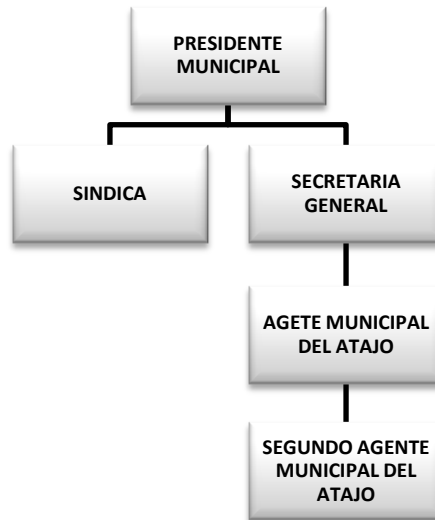 PRESIDENTE
MUNICIPAL
SINDICA
SECRETARIA
GENERAL
AGETE MUNICIPAL
DEL ATAJO
SEGUNDO AGENTE
MUNICIPAL DEL
ATAJO